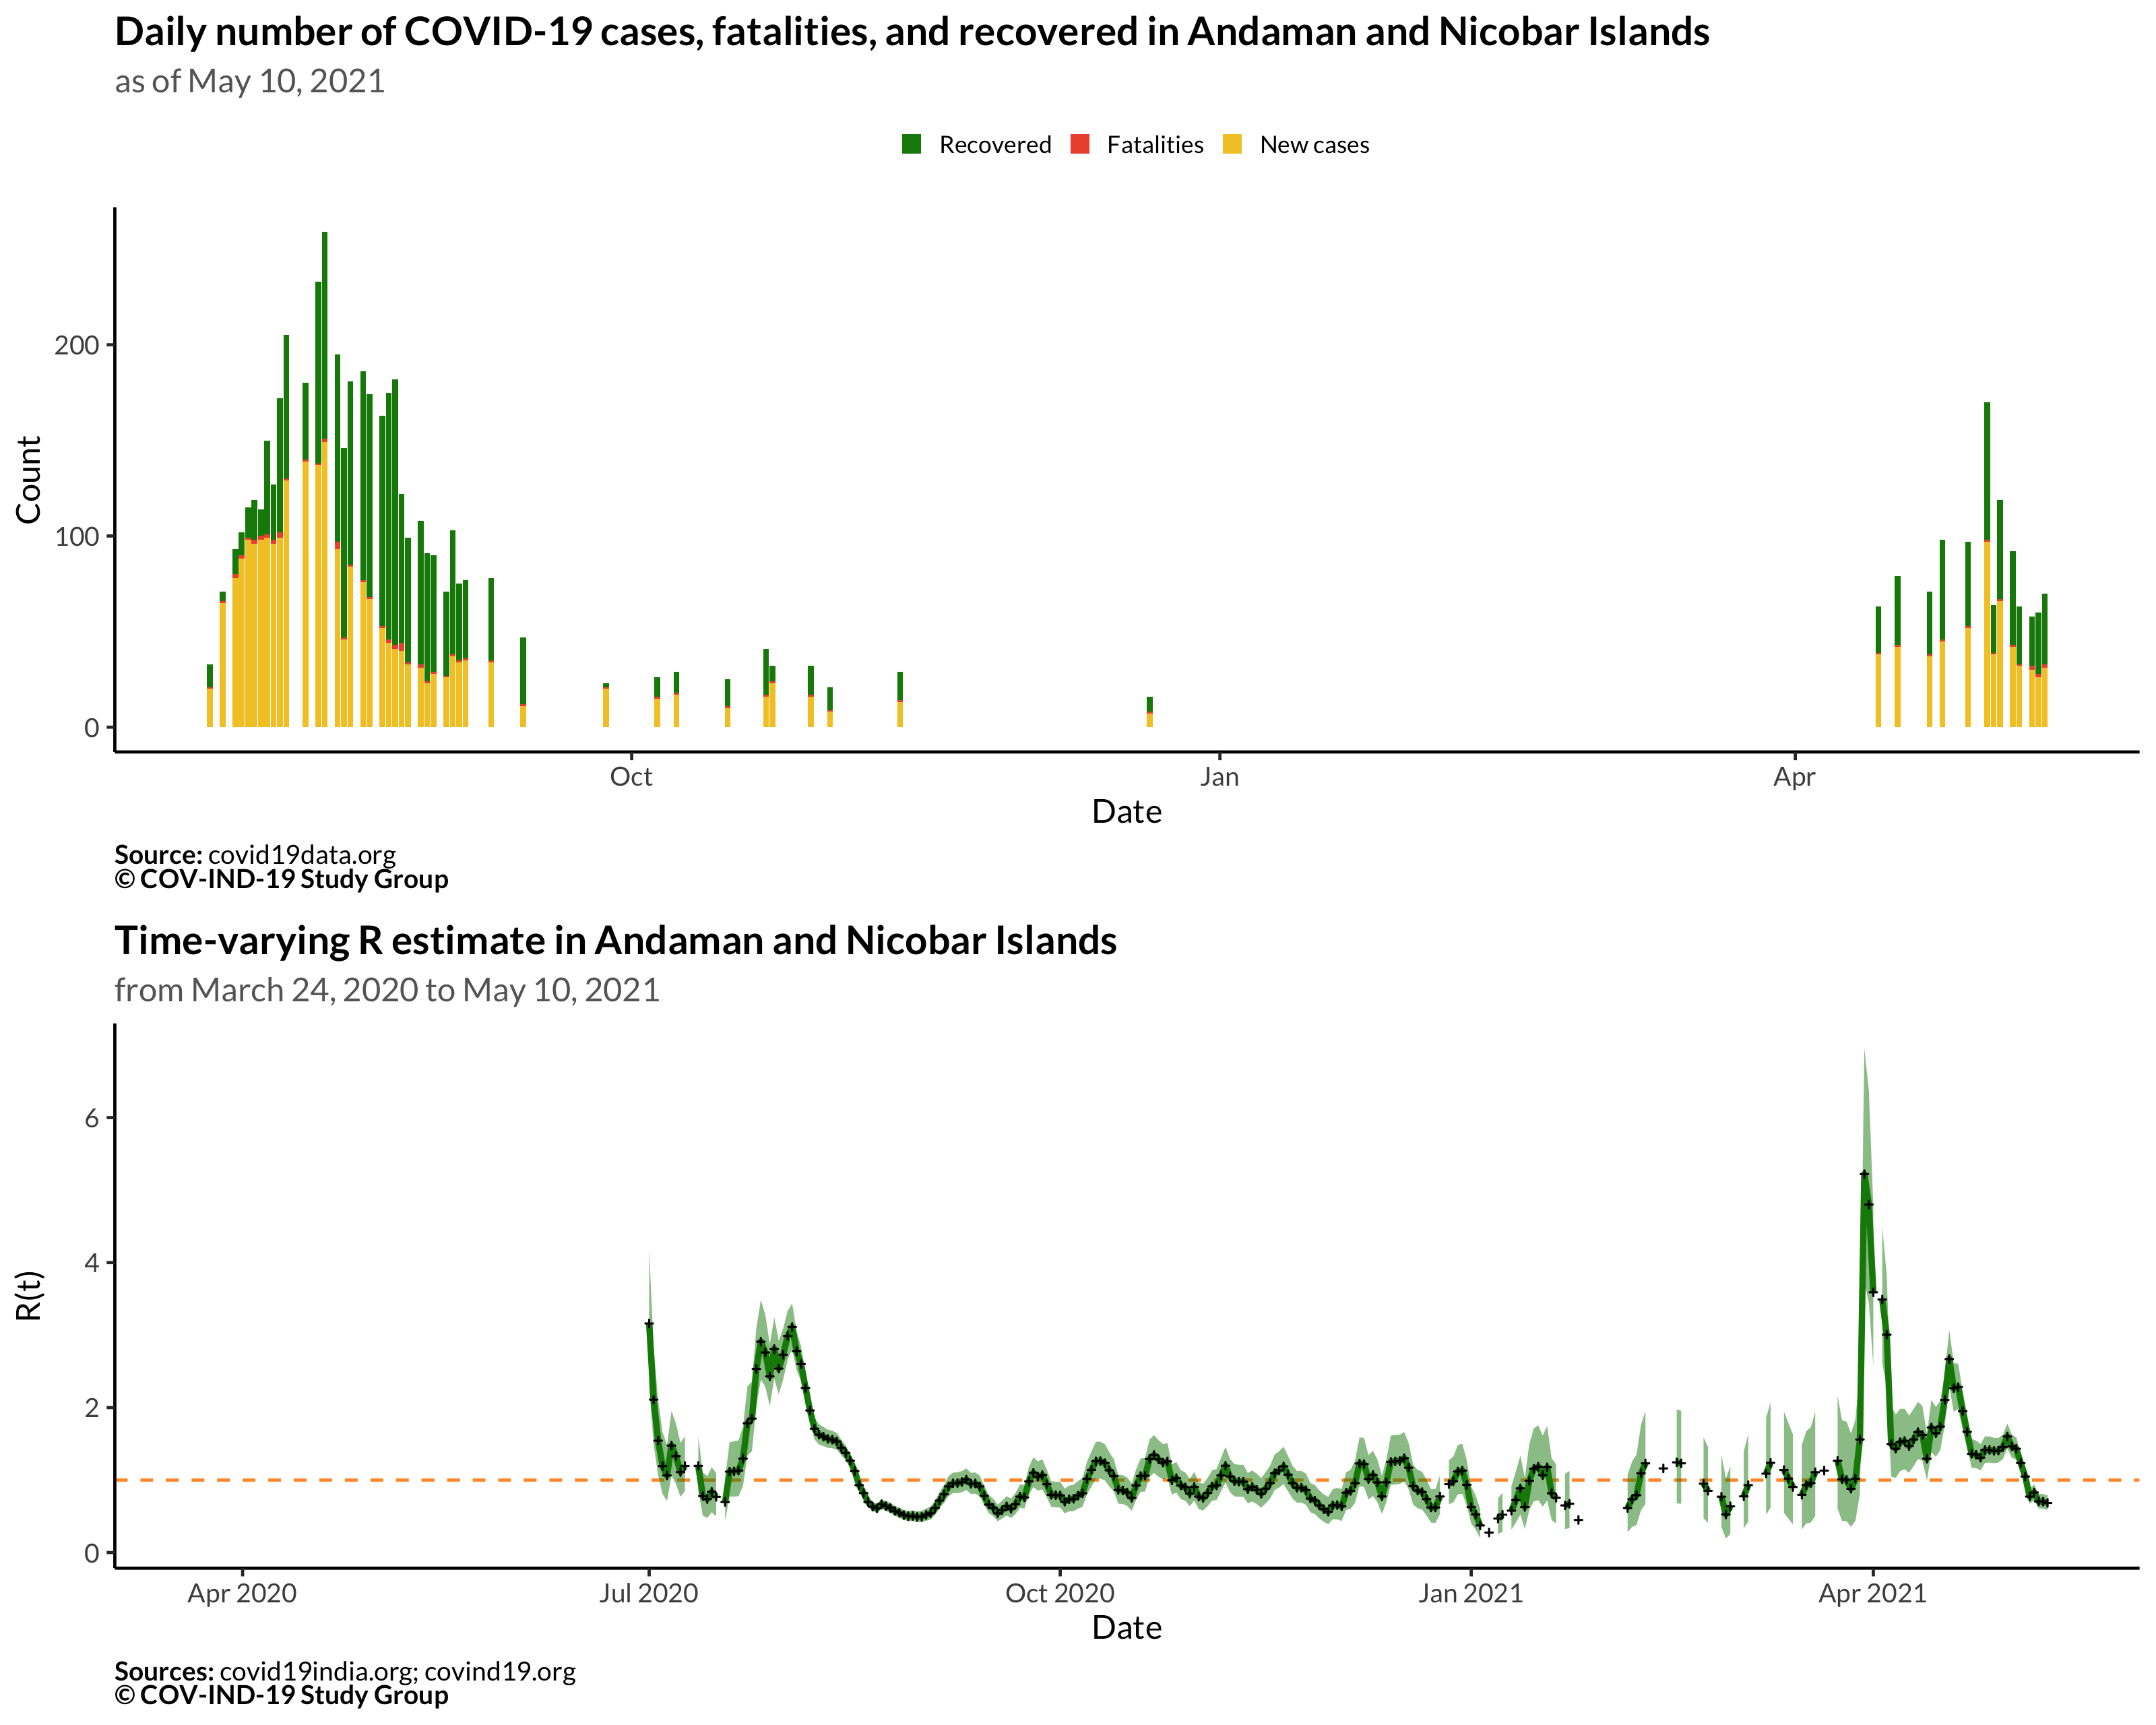 Daily number of COVID-19 cases, fatalities, and recovered in Andaman and Nicobar Islands
as of May 10, 2021
Recovered Fatalities New cases
Count
200
100
0
Oct Jan Apr
Date
Source: covid19data.org
© COV-IND-19 Study Group
Time-varying R estimate in Andaman and Nicobar Islands
from March 24, 2020 to May 10, 2021
R(t)
6
4
2
0
Apr 2020 Jul 2020 Oct 2020 Jan 2021 Apr 2021
Date
Sources: covid19india.org; covind19.org
© COV-IND-19 Study Group